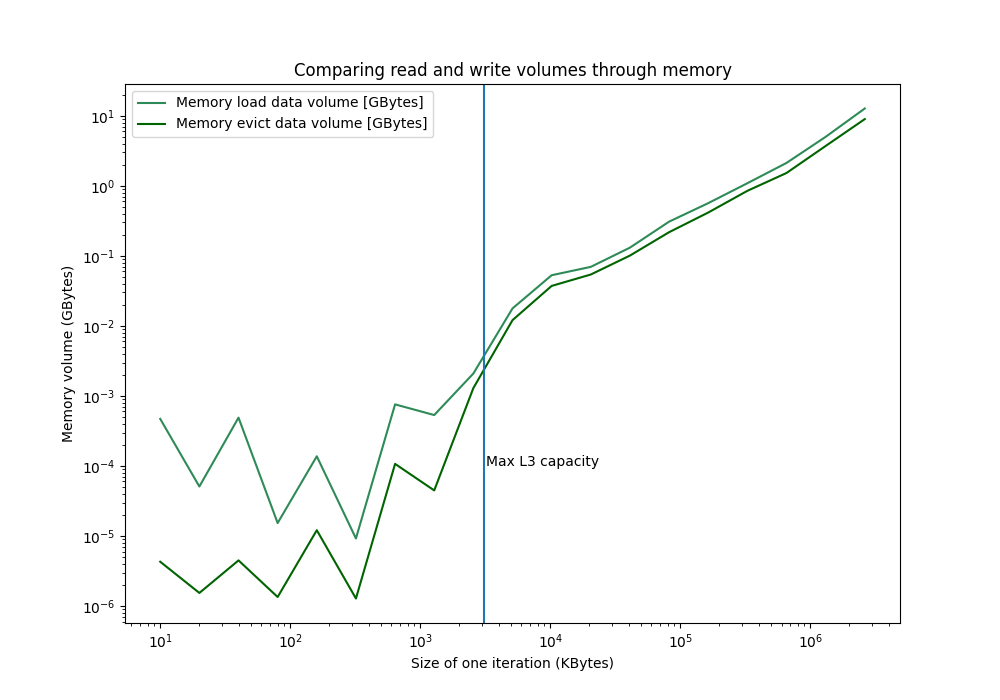 Comparing read and write volumes through memory
Memory load data volume [GBytes]
Memory evict data volume [GBytes]
Memory volume (GBytes)
10¹
10⁰
10⁻¹
10⁻²
10⁻³
10⁻⁴
10⁻⁵
10⁻⁶
Max L3 capacity
10¹ 10² 10³ 10⁴ 10⁵ 10⁶
Size of one iteration (KBytes)